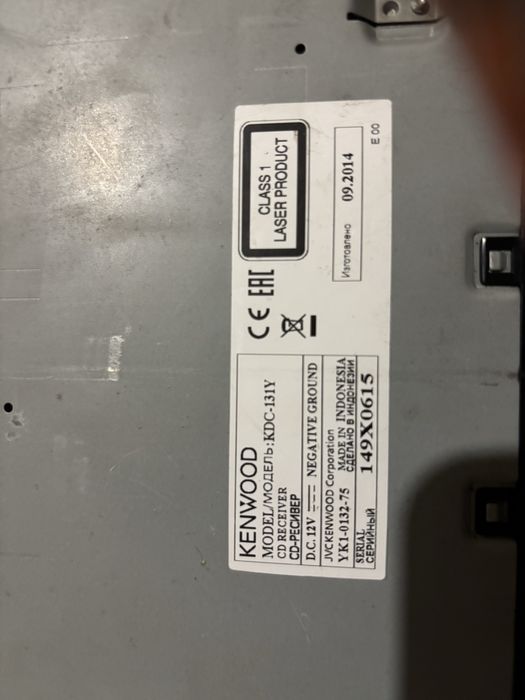 KENWOOD
MODEL/МОДЕЛЬ:KDC-131Y
CD RECEIVER
CD-РЕСИВЕР
D.C. 12V NEGATIVE GROUND
JVCKENWOOD Corporation
YK1-0132-75 MADE IN INDONESIA
СДЕЛАНО В ИНДОНЕЗИИ
SERIAL
СЕРИЙНЫЙ
149X0615
CE EAC
CLASS 1
LASER PRODUCT
Изготовлено 09.2014
E 00